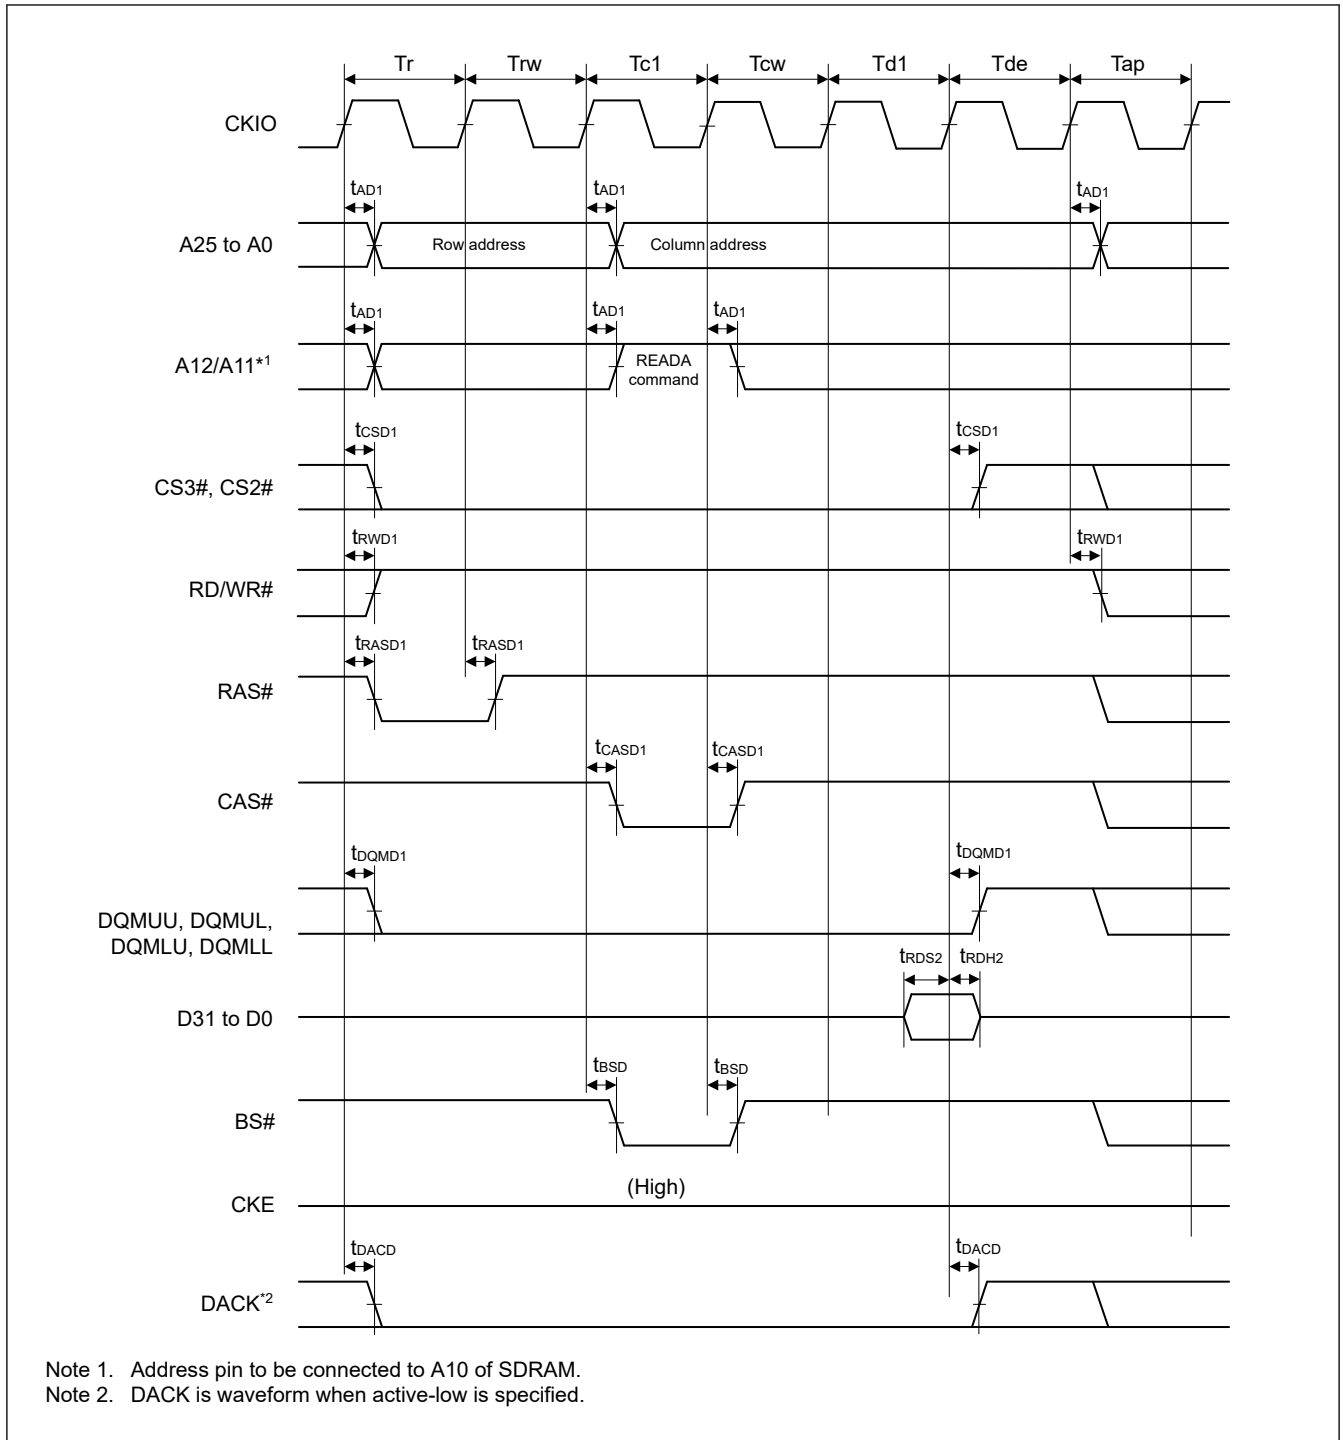 Tr Trw Tc1 Tcw Td1 Tde Tap
CKIO
tAD1 tAD1 tAD1
A25 to A0 Row address Column address
tAD1 tAD1 tAD1
A12/A11*1 READA
command
tCSD1 tCSD1
CS3#, CS2#
tRWD1 tRWD1
RD/WR#
tRASD1 tRASD1
RAS#
tCASD1 tCASD1
CAS#
tDQMD1 tDQMD1
DQMUU, DQMUL,
DQMLU, DQMLL
tRDS2 tRDH2
D31 to D0
tBSD tBSD
BS#
(High)
CKE
tDACD tDACD
DACK*2
Note 1. Address pin to be connected to A10 of SDRAM.
Note 2. DACK is waveform when active-low is specified.